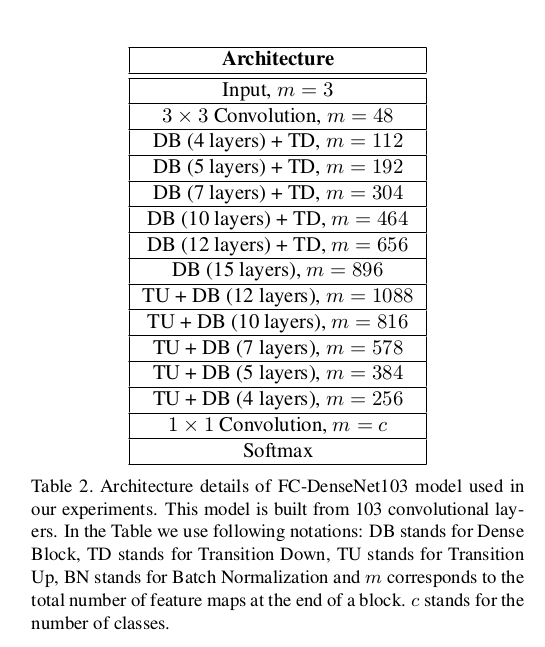 Architecture
Input, m = 3
3 × 3 Convolution, m = 48
DB (4 layers) + TD, m = 112
DB (5 layers) + TD, m = 192
DB (7 layers) + TD, m = 304
DB (10 layers) + TD, m = 464
DB (12 layers) + TD, m = 656
DB (15 layers), m = 896
TU + DB (12 layers), m = 1088
TU + DB (10 layers), m = 816
TU + DB (7 layers), m = 578
TU + DB (5 layers), m = 384
TU + DB (4 layers), m = 256
1 × 1 Convolution, m = c
Softmax
Table 2. Architecture details of FC-DenseNet103 model used in
our experiments. This model is built from 103 convolutional lay-
ers. In the Table we use following notations: DB stands for Dense
Block, TD stands for Transition Down, TU stands for Transition
Up, BN stands for Batch Normalization and m corresponds to the
total number of feature maps at the end of a block. c stands for the
number of classes.